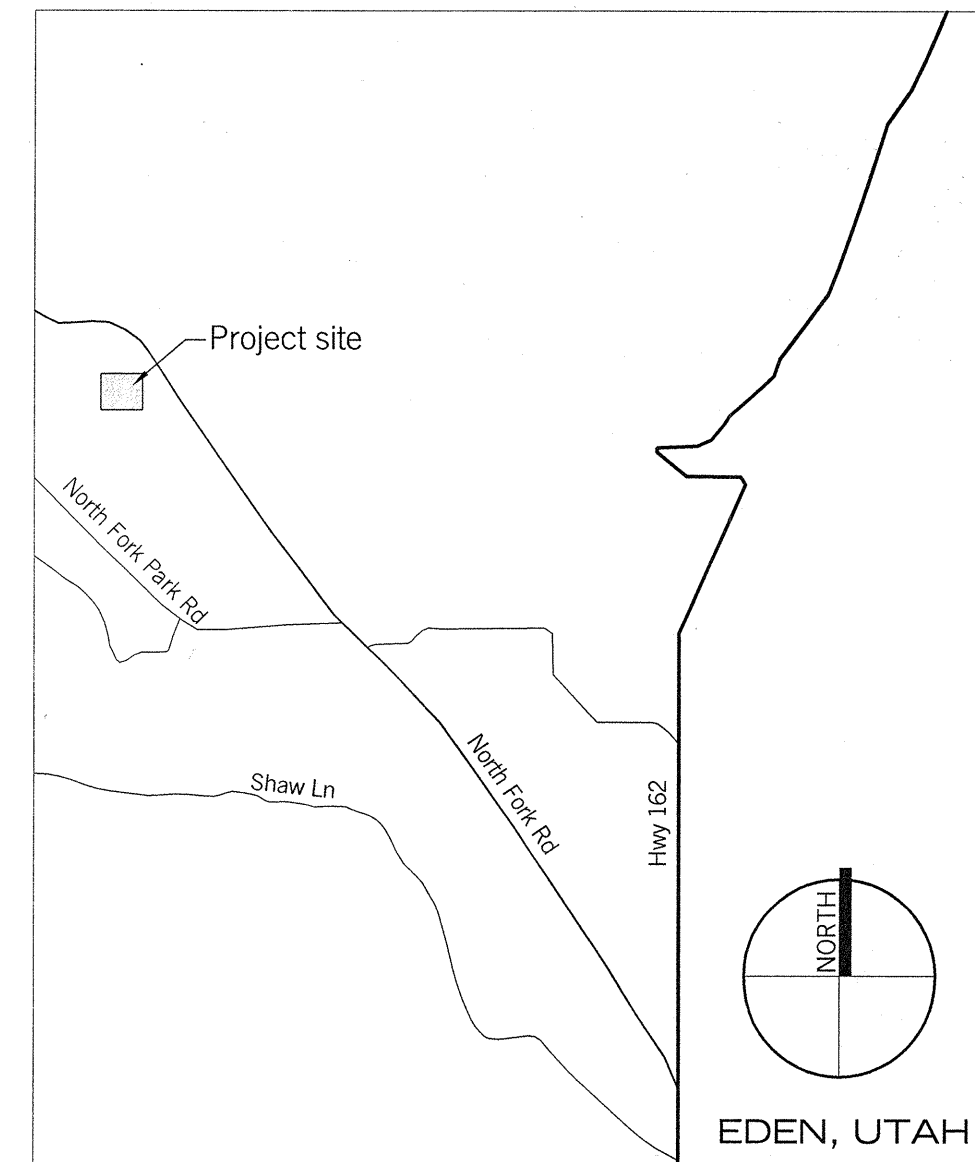 Project site
North Fork Park Rd
North Fork Rd
Shaw Ln
Hwy 162
NORTH
EDEN, UTAH